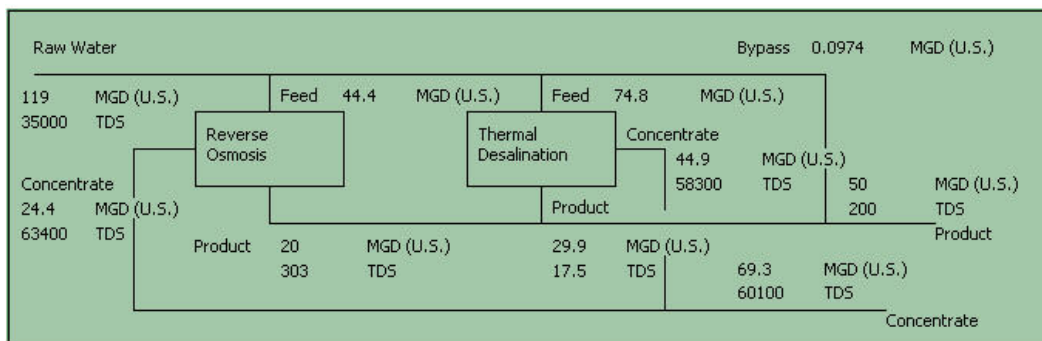 Raw Water Bypass 0.0974 MGD (U.S.)
119 MGD (U.S.) Feed 44.4 MGD (U.S.) Feed 74.8 MGD (U.S.)
35000 TDS
Reverse Osmosis
Thermal Desalination
Concentrate
44.9 MGD (U.S.)
58300 TDS
Concentrate
24.4 MGD (U.S.)
63400 TDS
50 MGD (U.S.)
200 TDS
Product
Product
Product 20 MGD (U.S.) 29.9 MGD (U.S.)
303 TDS 17.5 TDS
69.3 MGD (U.S.)
60100 TDS
Concentrate